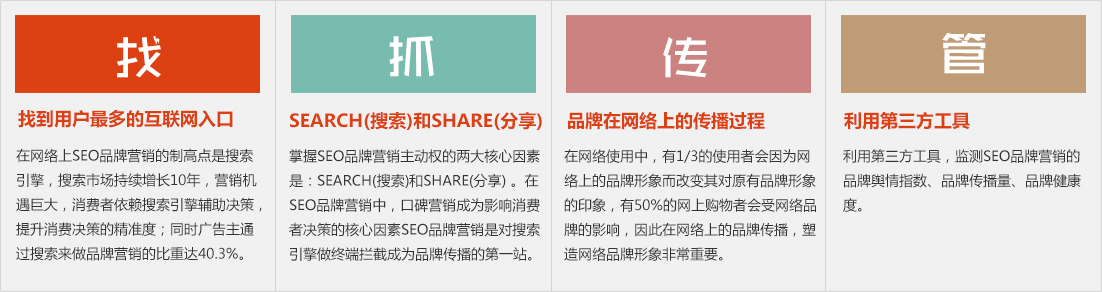 找
找到用户最多的互联网入口
在网络上SEO品牌营销的制高点是搜索
引擎，搜索市场持续增长10年，营销机
遇巨大，消费者依赖搜索引擎辅助决策，
提升消费决策的精准度；同时广告主通
过搜索来做品牌营销的比重达40.3%。
抓
SEARCH(搜索)和SHARE(分享)
掌握SEO品牌营销主动权的两大核心因素
是：SEARCH(搜索)和SHARE(分享) 。在
SEO品牌营销中，口碑营销成为影响消费
者决策的核心因素SEO品牌营销是对搜索
引擎做终端拦截成为品牌传播的第一站。
传
品牌在网络上的传播过程
在网络使用中，有1/3的使用者会因为网
络上的品牌形象而改变其对原有品牌形象
的印象，有50%的网上购物者会受网络品
牌的影响，因此在网络上的品牌传播，塑
造网络品牌形象非常重要。
管
利用第三方工具
利用第三方工具，监测SEO品牌营销的
品牌舆情指数、品牌传播量、品牌健康
度。